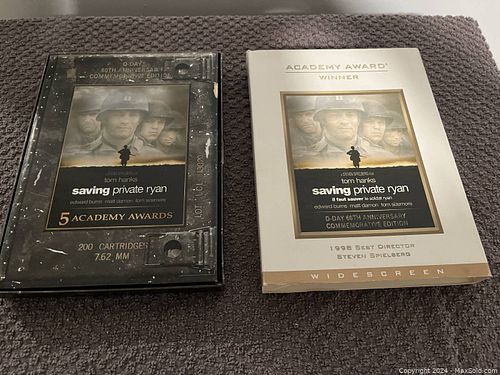 D-DAY
60TH ANNIVERSARY
COMMEMORATIVE EDITION
tom hanks
saving private ryan
edward burns matt damon tom sizemore
5 ACADEMY AWARDS
200 CARTRIDGES
7.62 MM
LOT
ACADEMY AWARD®
WINNER
tom hanks
saving private ryan
il faut sauver le soldat ryan
edward burns matt damon tom sizemore
D-DAY 60TH ANNIVERSARY
COMMEMORATIVE EDITION
1998 BEST DIRECTOR
STEVEN SPIELBERG
WIDESCREEN
Copyright © 2024 - MaxSold.com